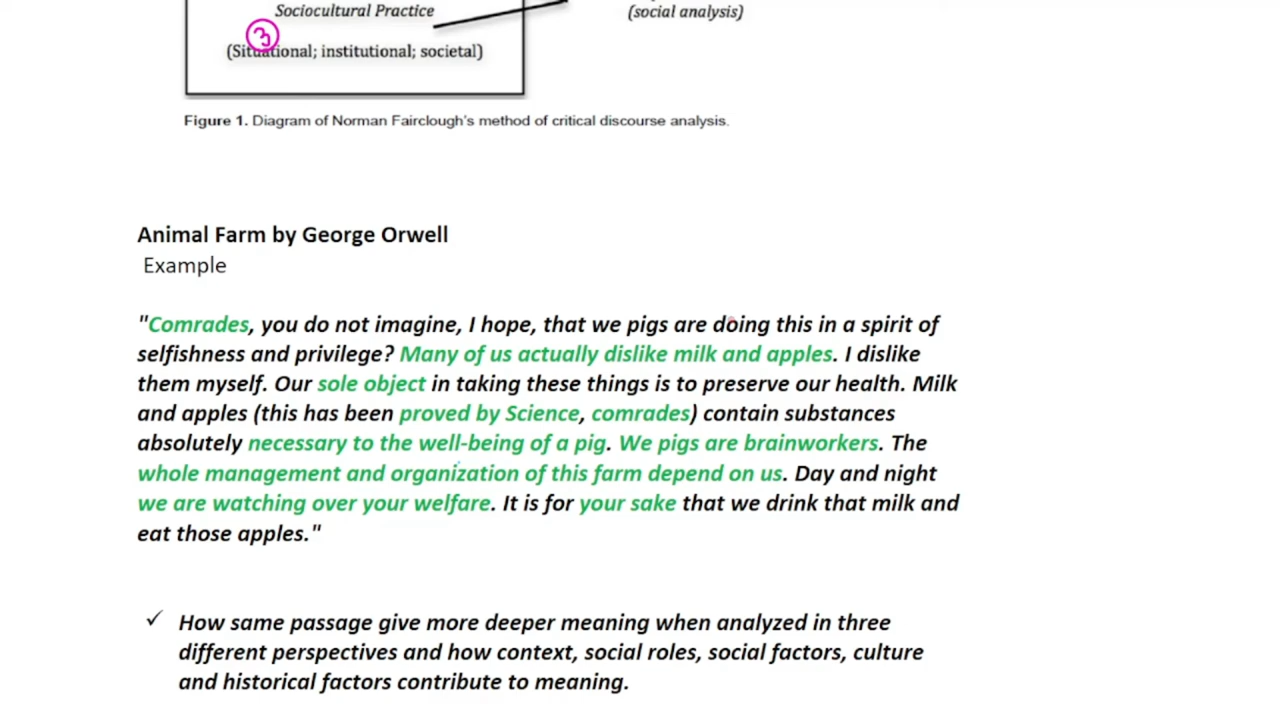 Sociocultural Practice
(social analysis)
3
(Situational; institutional; societal)
Figure 1. Diagram of Norman Fairclough's method of critical discourse analysis.
Animal Farm by George Orwell
Example
"Comrades, you do not imagine, I hope, that we pigs are doing this in a spirit of
selfishness and privilege? Many of us actually dislike milk and apples. I dislike
them myself. Our sole object in taking these things is to preserve our health. Milk
and apples (this has been proved by Science, comrades) contain substances
absolutely necessary to the well-being of a pig. We pigs are brainworkers. The
whole management and organization of this farm depend on us. Day and night
we are watching over your welfare. It is for your sake that we drink that milk and
eat those apples."
✓ How same passage give more deeper meaning when analyzed in three
different perspectives and how context, social roles, social factors, culture
and historical factors contribute to meaning.